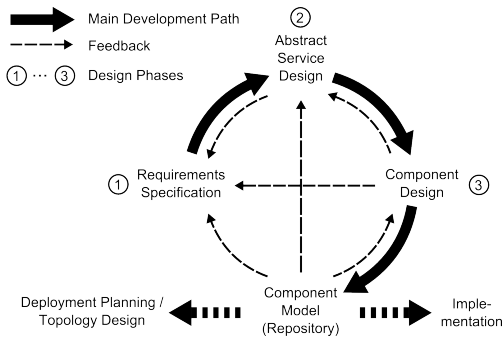 Main Development Path
Feedback
1 ··· 3 Design Phases
2
Abstract
Service
Design
1
Requirements
Specification
Component
Design
3
Deployment Planning /
Topology Design
Component
Model
(Repository)
Imple-
mentation